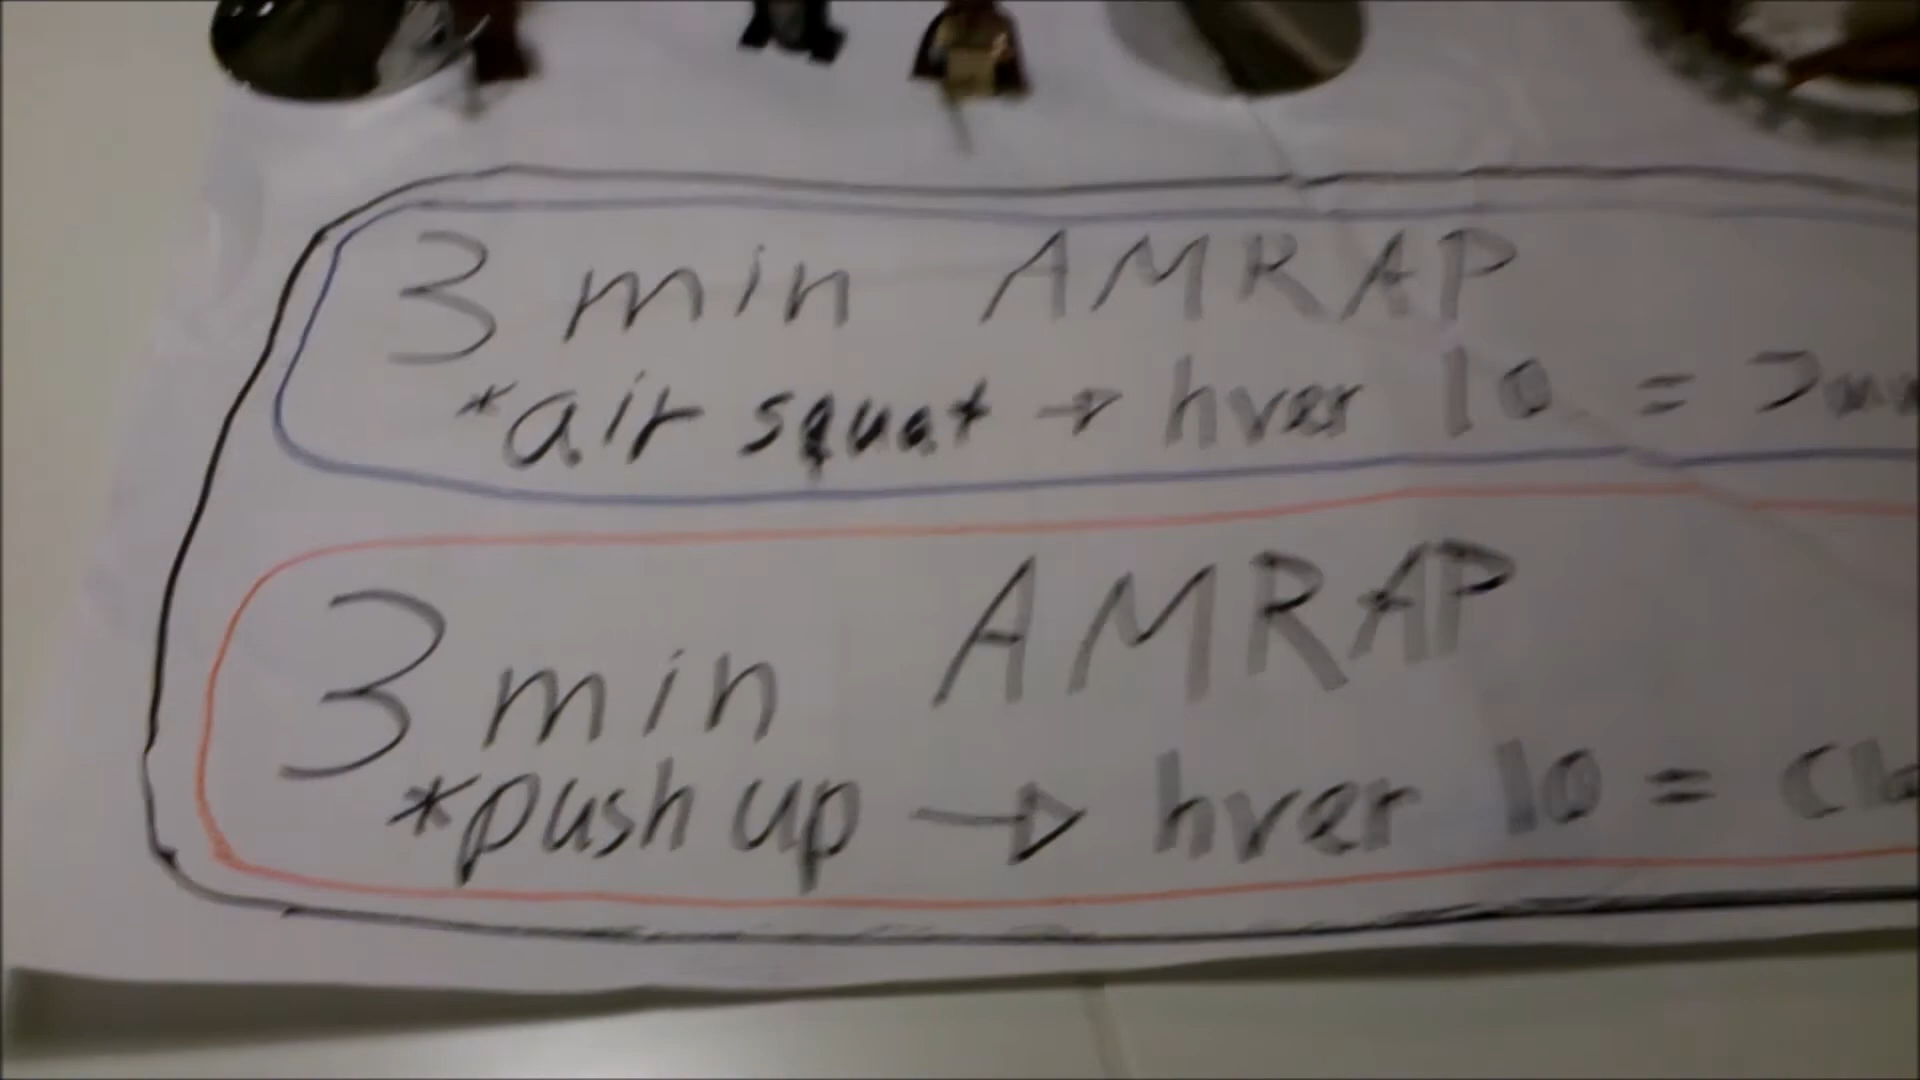 3 min AMRAP
*air squat → hver 10 =
3 min AMRAP
*push up → hver 10 =